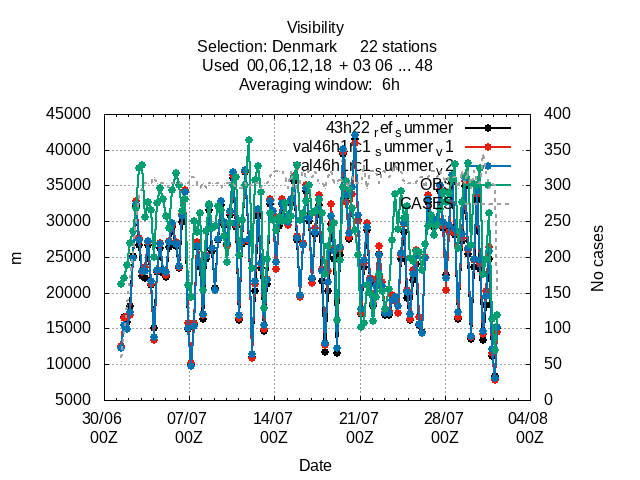 Visibility
Selection: Denmark 22 stations
Used 00,06,12,18 + 03 06 ... 48
Averaging window: 6h
45000 400
43h22refsummer
val46h1rc1summerv1
40000 350
val46h1rc1summerv2
OBS
35000 300
CASES
30000 250
m
No cases
25000 200
20000 150
15000 100
10000 50
5000 0
30/06 07/07 14/07 21/07 28/07 04/08
00Z 00Z 00Z 00Z 00Z 00Z
Date